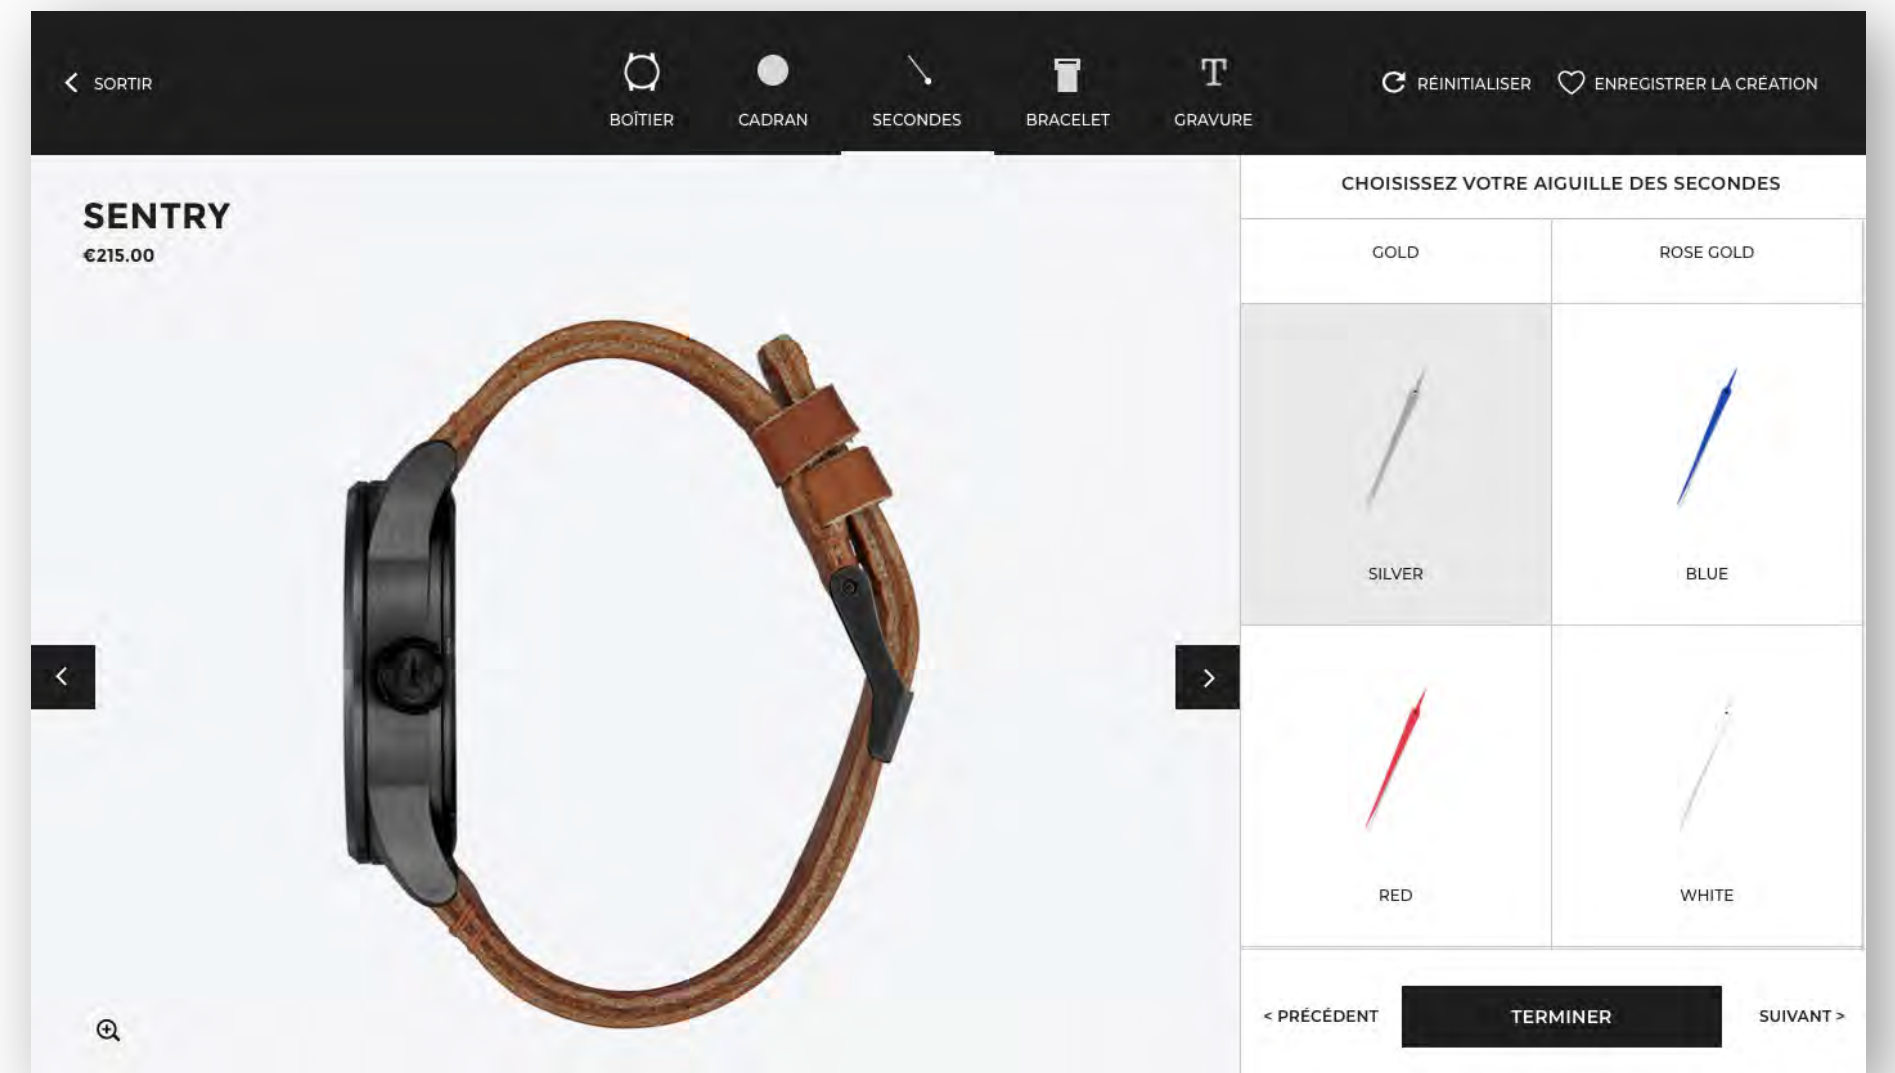 SORTIR
BOÎTIER
CADRAN
SECONDES
BRACELET
T
GRAVURE
RÉINITIALISER
ENREGISTRER LA CRÉATION
SENTRY
€215.00
CHOISISSEZ VOTRE AIGUILLE DES SECONDES
GOLD
ROSE GOLD
SILVER
BLUE
RED
WHITE
< PRÉCÉDENT
TERMINER
SUIVANT >